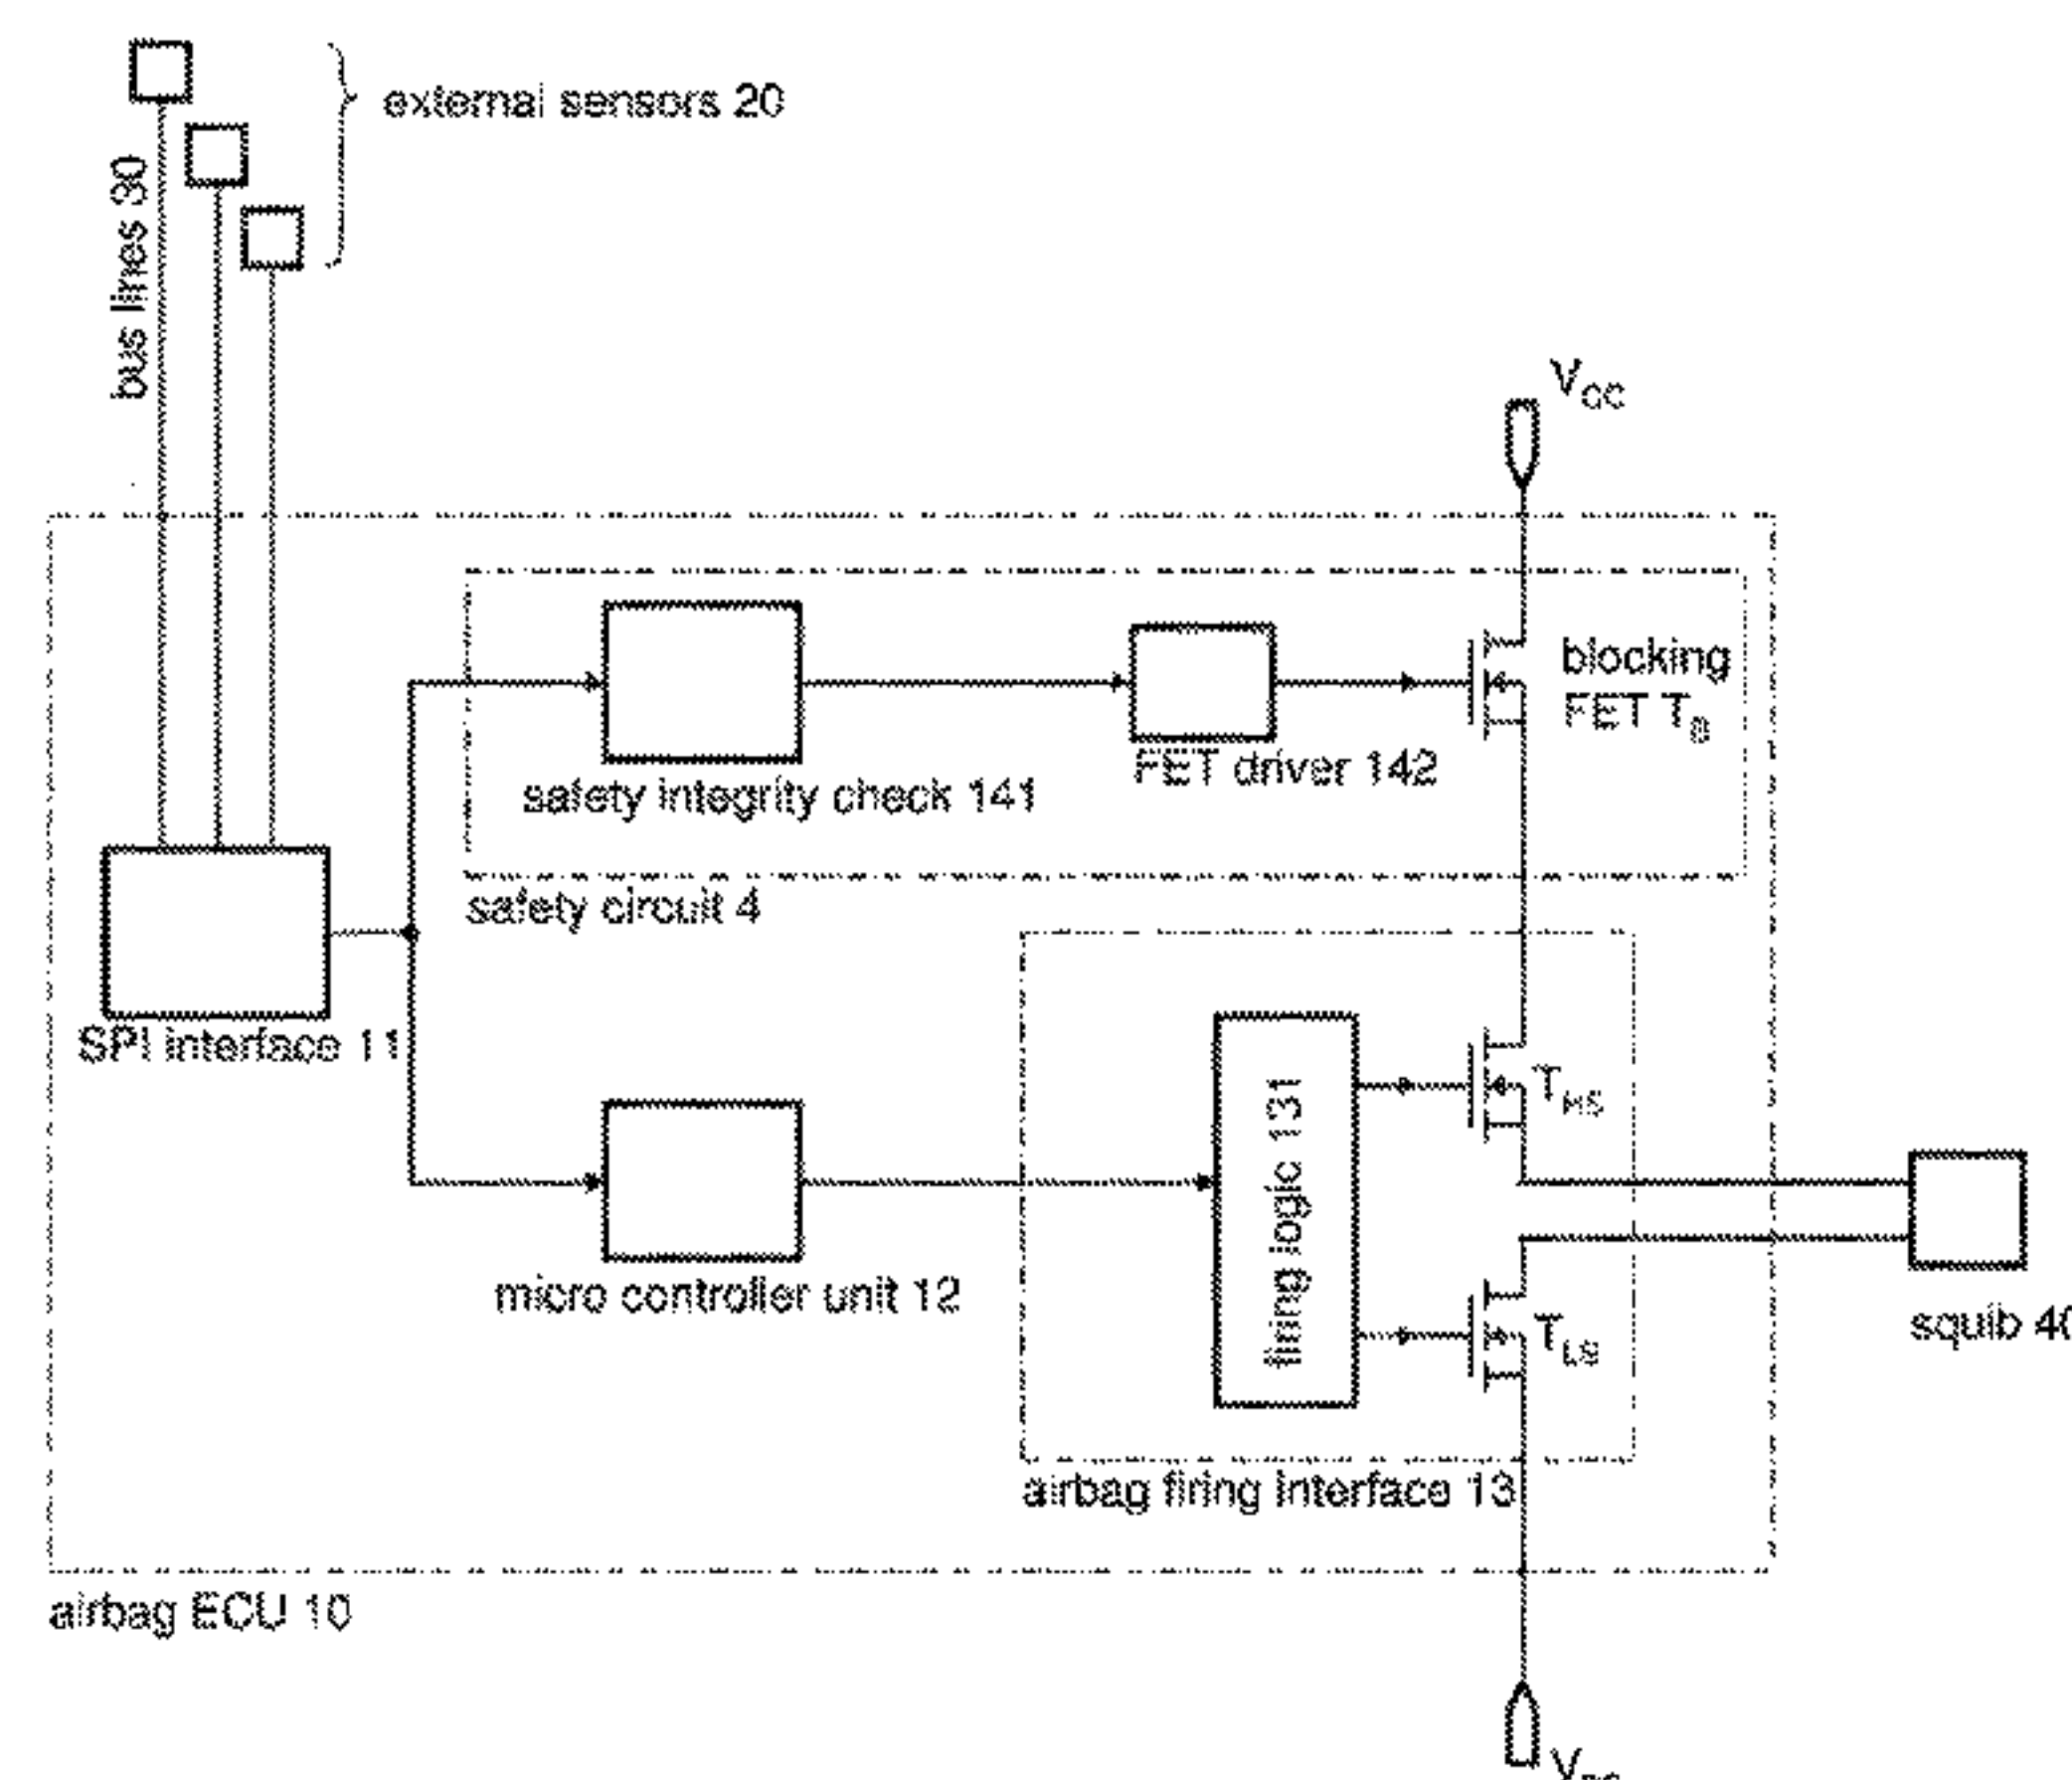 external sensors 20
bus lines 30
VCC
blocking
FET TB
FET driver 142
safety integrity check 141
safety circuit 4
SPI interface 11
THS
firing logic 131
TLS
micro controller unit 12
squib 40
airbag firing interface 13
airbag ECU 10